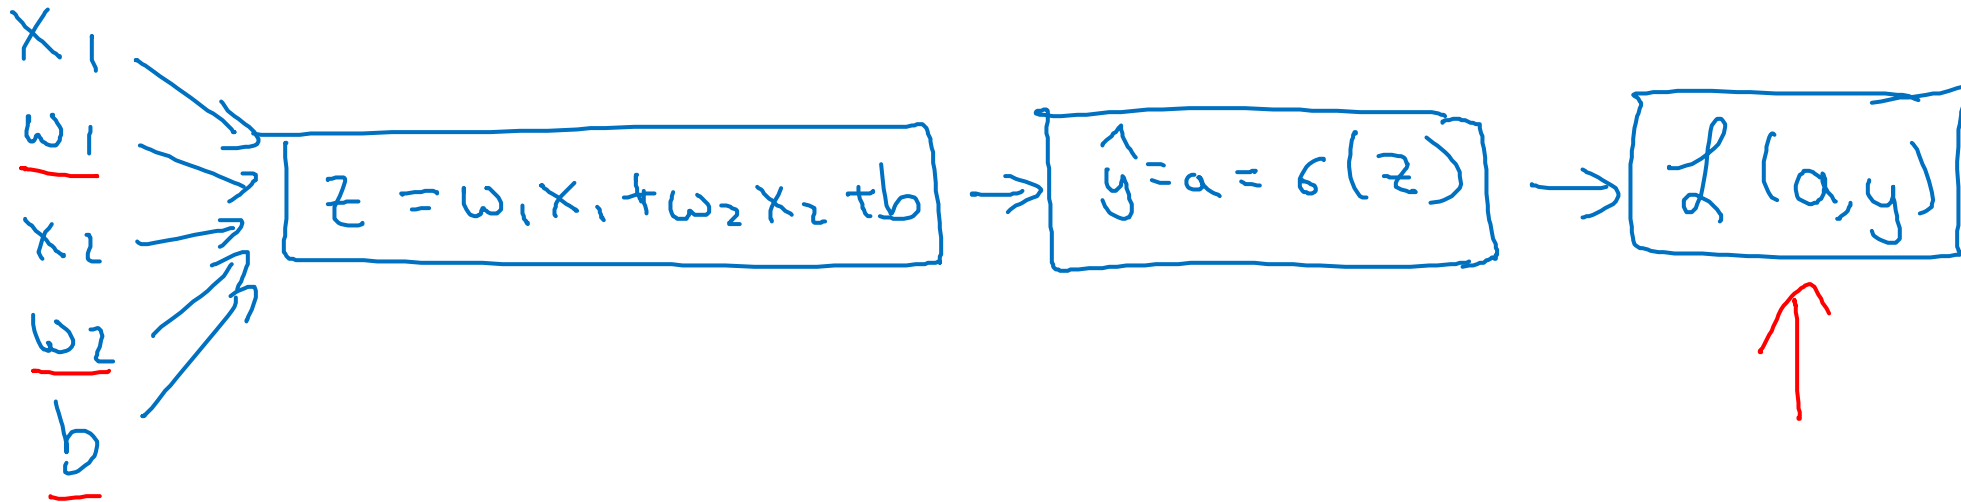 x₁
w₁
x₂
w₂
b
z = w₁x₁ + w₂x₂ + b
ŷ = a = σ(z)
ℒ(a, y)